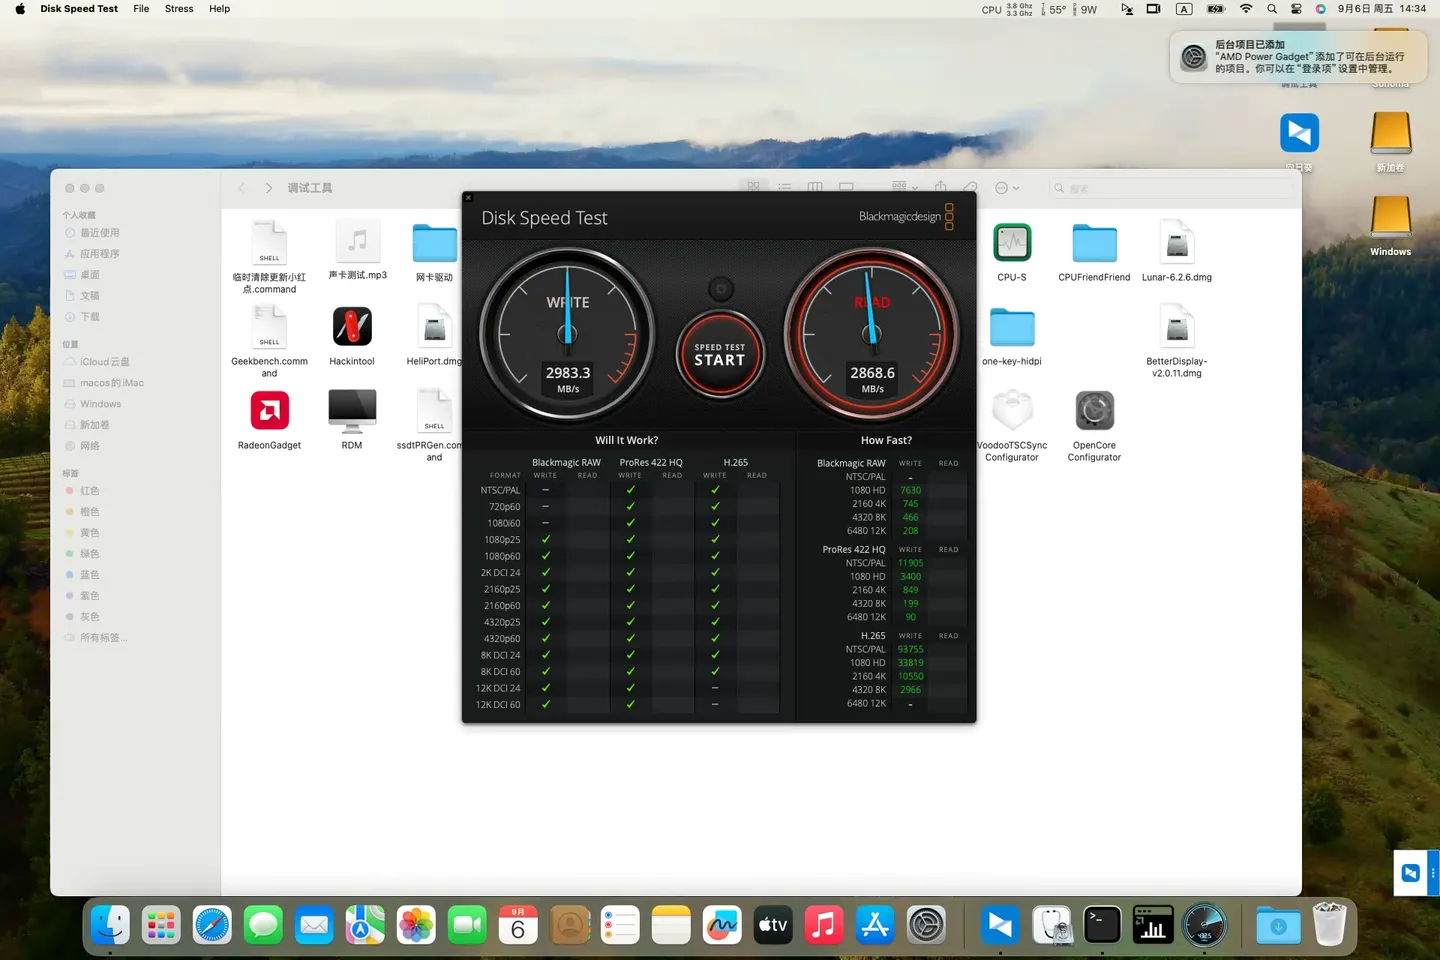 Disk Speed Test File Stress Help
CPU 3.8 Ghz 3.3 Ghz 55° 9W A 9月6日 周五 14:34
后台项目已添加
“AMD Power Gadget”添加了可在后台运行
的项目。你可以在“登录项”设置中管理。
调试工具 Sonoma
向日葵 新加卷
Windows
调试工具
搜索
个人收藏
最近使用
应用程序
桌面
文稿
下载
位置
iCloud云盘
macos的iMac
Windows
新加卷
网络
标签
红色
橙色
黄色
绿色
蓝色
紫色
灰色
所有标签...
SHELL
临时清除更新小红
点.command
声卡测试.mp3
网卡驱动
CPU-S
CPUFriendFriend
Lunar-6.2.6.dmg
SHELL
Geekbench.comm
and
Hackintool
HeliPort.dmg
one-key-hidpi
BetterDisplay-
v2.0.11.dmg
RadeonGadget
RDM
SHELL
ssdtPRGen.com
and
VoodooTSCSync
Configurator
OpenCore
Configurator
Disk Speed Test
Blackmagicdesign
WRITE
2983.3
MB/s
SPEED TEST
START
READ
2868.6
MB/s
Will It Work?
Blackmagic RAW ProRes 422 HQ H.265
FORMAT WRITE READ WRITE READ WRITE READ
NTSC/PAL – ✓ ✓
720p60 – ✓ ✓
1080i60 – ✓ ✓
1080p25 ✓ ✓ ✓
1080p60 ✓ ✓ ✓
2K DCI 24 ✓ ✓ ✓
2160p25 ✓ ✓ ✓
2160p60 ✓ ✓ ✓
4320p25 ✓ ✓ ✓
4320p60 ✓ ✓ ✓
8K DCI 24 ✓ ✓ ✓
8K DCI 60 ✓ ✓ ✓
12K DCI 24 ✓ ✓ –
12K DCI 60 ✓ ✓ –
How Fast?
Blackmagic RAW WRITE READ
NTSC/PAL -
1080 HD 7630
2160 4K 745
4320 8K 466
6480 12K 208
ProRes 422 HQ WRITE READ
NTSC/PAL 11905
1080 HD 3400
2160 4K 849
4320 8K 199
6480 12K 90
H.265 WRITE READ
NTSC/PAL 93755
1080 HD 33819
2160 4K 10550
4320 8K 2966
6480 12K -
9月
6
tv